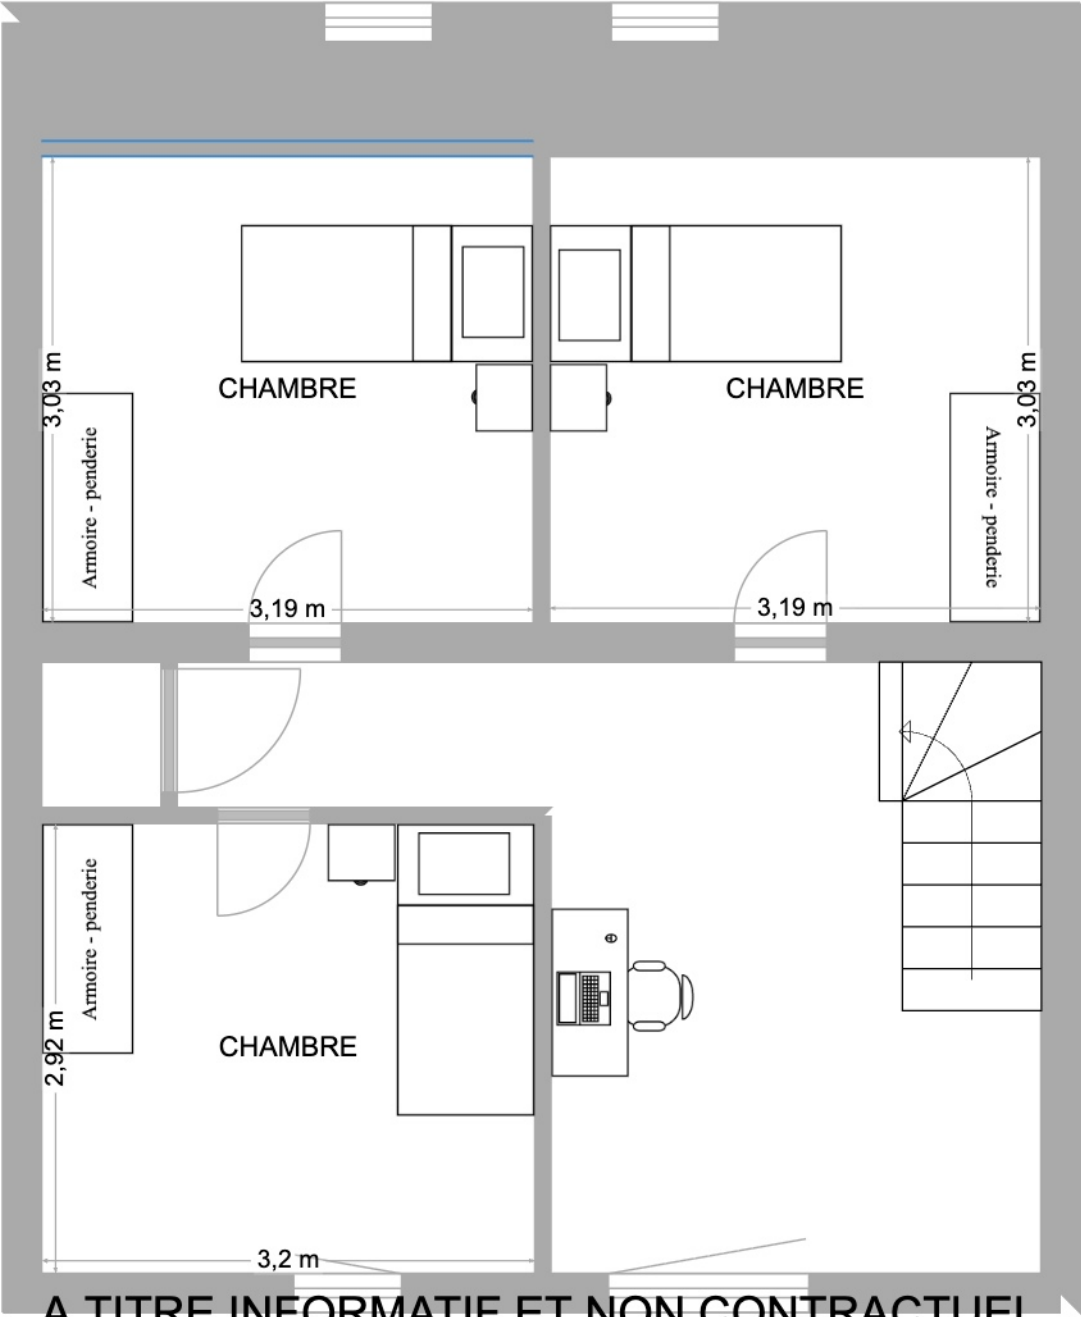 3,03 m
CHAMBRE
CHAMBRE
3,03 m
Armoire - penderie
Armoire - penderie
3,19 m
3,19 m
Armoire - penderie
2,92 m
CHAMBRE
3,2 m
A TITRE INFORMATIF ET NON CONTRACTUEL